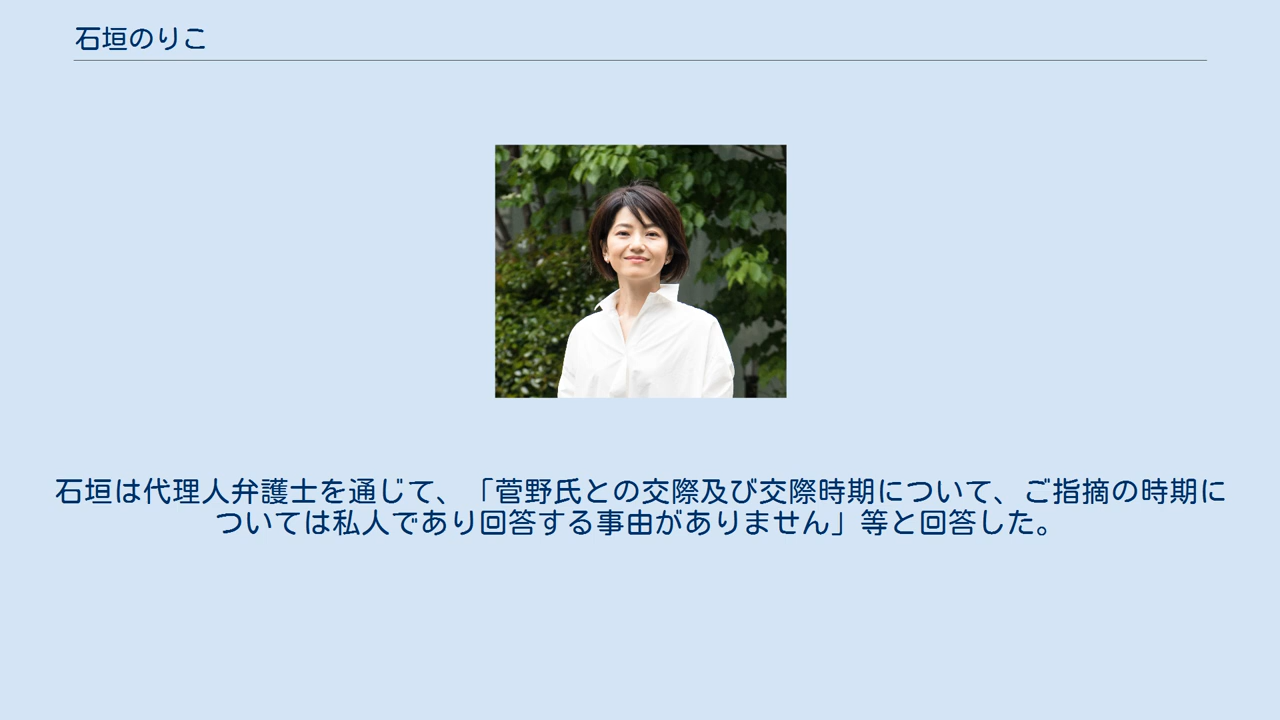 石垣のりこ
石垣は代理人弁護士を通じて、「菅野氏との交際及び交際時期について、ご指摘の時期に
ついては私人であり回答する事由がありません」等と回答した。